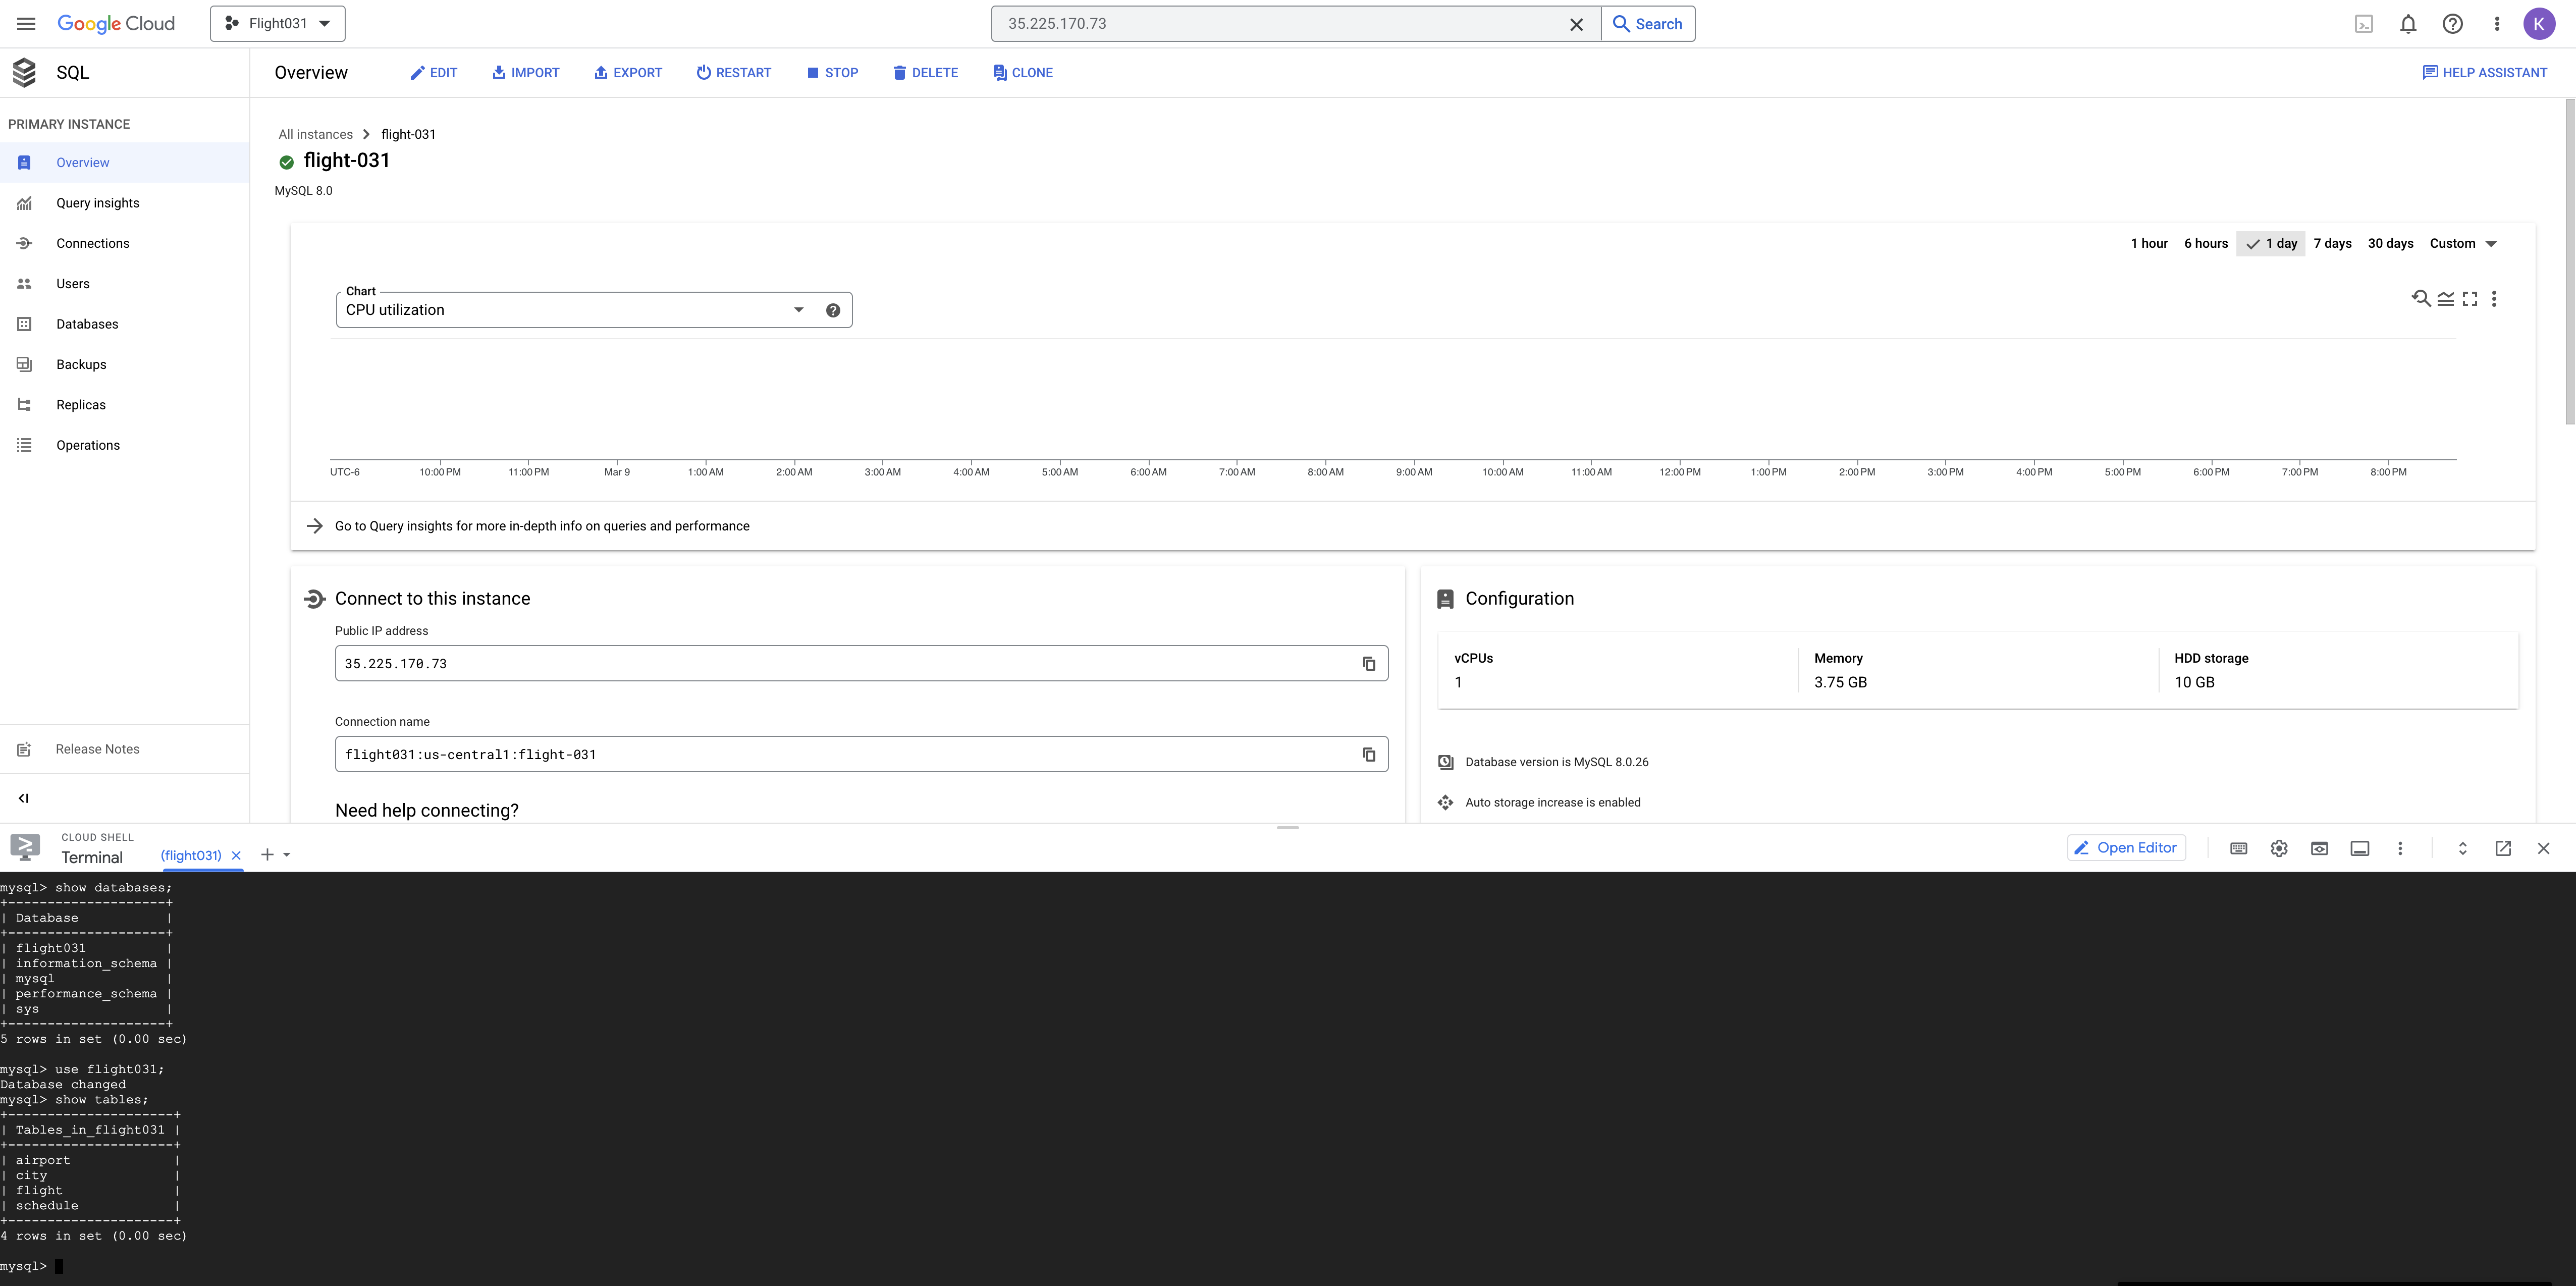 Google Cloud
Flight031
35.225.170.73
Search
K
SQL
Overview
EDIT
IMPORT
EXPORT
RESTART
STOP
DELETE
CLONE
HELP ASSISTANT
PRIMARY INSTANCE
Overview
Query insights
Connections
Users
Databases
Backups
Replicas
Operations
Release Notes
All instances
flight-031
flight-031
MySQL 8.0
1 hour
6 hours
1 day
7 days
30 days
Custom
Chart
CPU utilization
UTC-6
10:00 PM
11:00 PM
Mar 9
1:00 AM
2:00 AM
3:00 AM
4:00 AM
5:00 AM
6:00 AM
7:00 AM
8:00 AM
9:00 AM
10:00 AM
11:00 AM
12:00 PM
1:00 PM
2:00 PM
3:00 PM
4:00 PM
5:00 PM
6:00 PM
7:00 PM
8:00 PM
Go to Query insights for more in-depth info on queries and performance
Connect to this instance
Public IP address
35.225.170.73
Connection name
flight031:us-central1:flight-031
Need help connecting?
Configuration
vCPUs
1
Memory
3.75 GB
HDD storage
10 GB
Database version is MySQL 8.0.26
Auto storage increase is enabled
CLOUD SHELL
Terminal
(flight031)
Open Editor
mysql> show databases;
+--------------------+
| Database           |
+--------------------+
| flight031          |
| information_schema |
| mysql              |
| performance_schema |
| sys                |
+--------------------+
5 rows in set (0.00 sec)
mysql> use flight031;
Database changed
mysql> show tables;
+---------------------+
| Tables_in_flight031 |
+---------------------+
| airport             |
| city                |
| flight              |
| schedule            |
+---------------------+
4 rows in set (0.00 sec)
mysql>